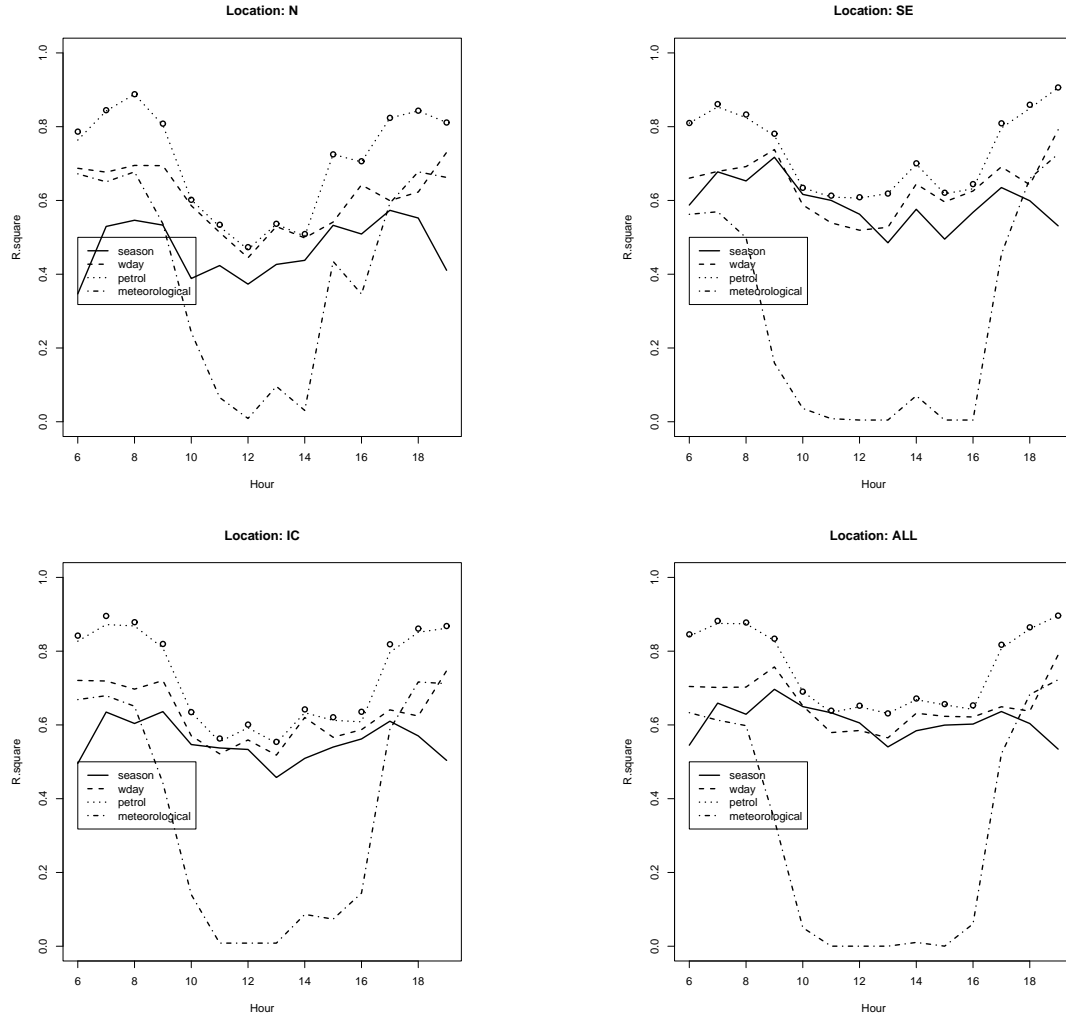 Location: N
R.square
1.0
0.8
0.6
0.4
0.2
0.0
season
wday
petrol
meteorological
6 8 10 12 14 16 18
Hour
Location: SE
R.square
1.0
0.8
0.6
0.4
0.2
0.0
season
wday
petrol
meteorological
6 8 10 12 14 16 18
Hour
Location: IC
R.square
1.0
0.8
0.6
0.4
0.2
0.0
season
wday
petrol
meteorological
6 8 10 12 14 16 18
Hour
Location: ALL
R.square
1.0
0.8
0.6
0.4
0.2
0.0
season
wday
petrol
meteorological
6 8 10 12 14 16 18
Hour